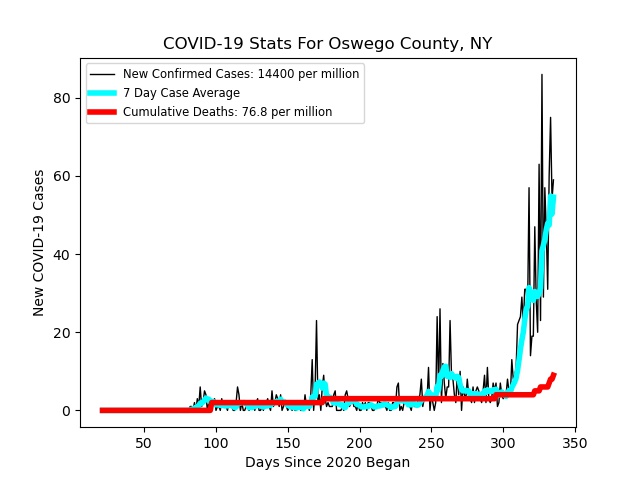 COVID-19 Stats For Oswego County, NY
New Confirmed Cases: 14400 per million
7 Day Case Average
Cumulative Deaths: 76.8 per million
New COVID-19 Cases
80
60
40
20
0
50 100 150 200 250 300 350
Days Since 2020 Began